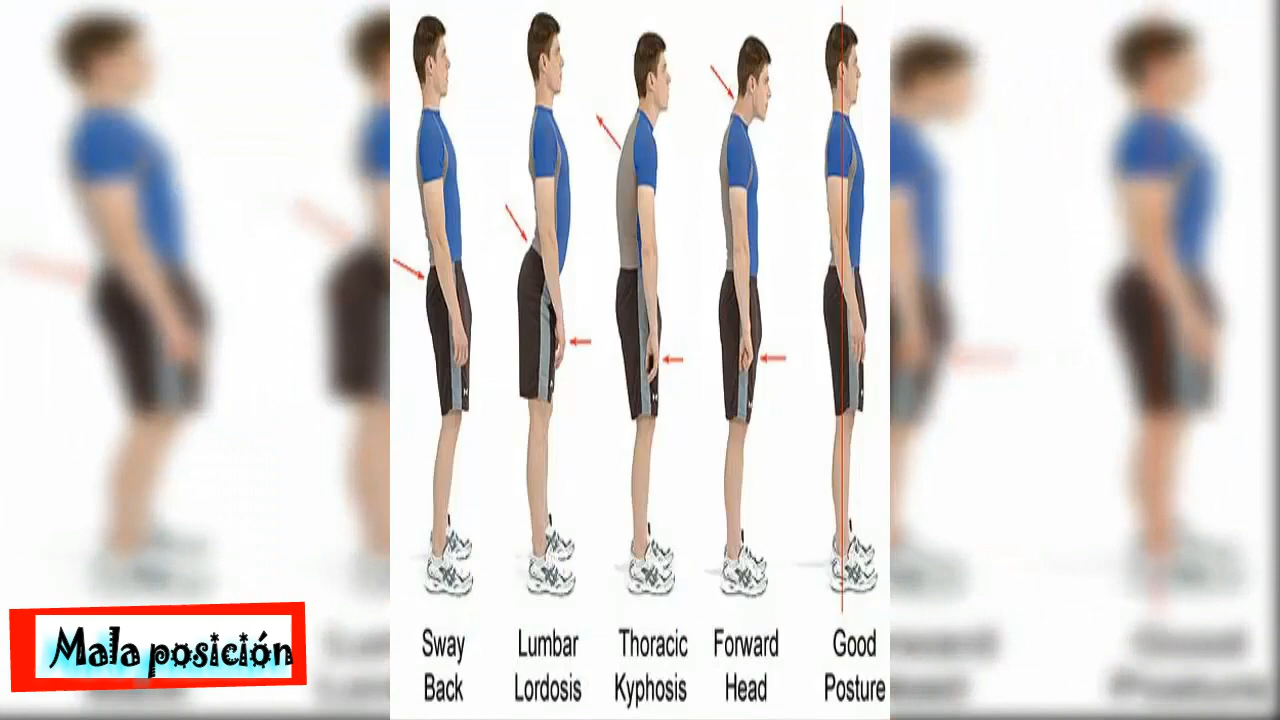 Sway
Back
Lumbar
Lordosis
Thoracic
Kyphosis
Forward
Head
Good
Posture
Mala posición